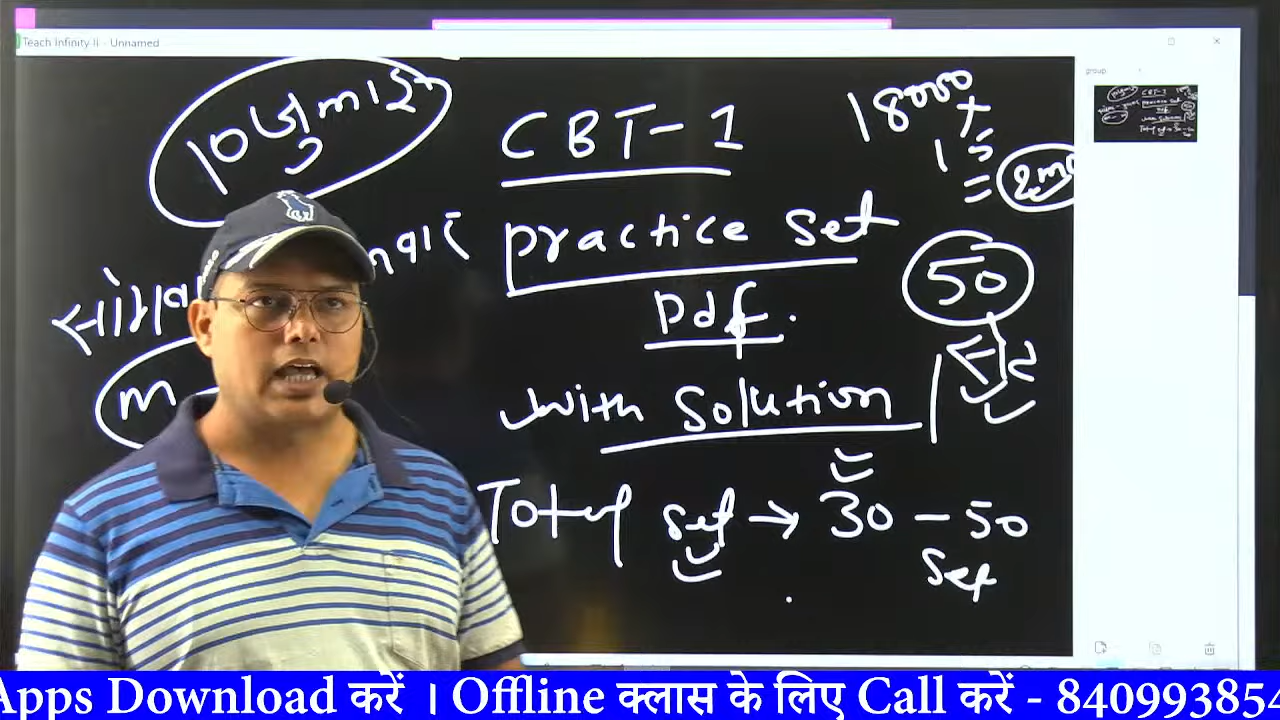 Teach Infinity II - Unnamed
group
10 जुलाई
CBT-1
18000+
15
=
practice set
50
Pdf.
सेट
with Solution
m
Total set → 30 - 50
Set
Apps Download करें । Offline क्लास के लिए Call करें - 840993854